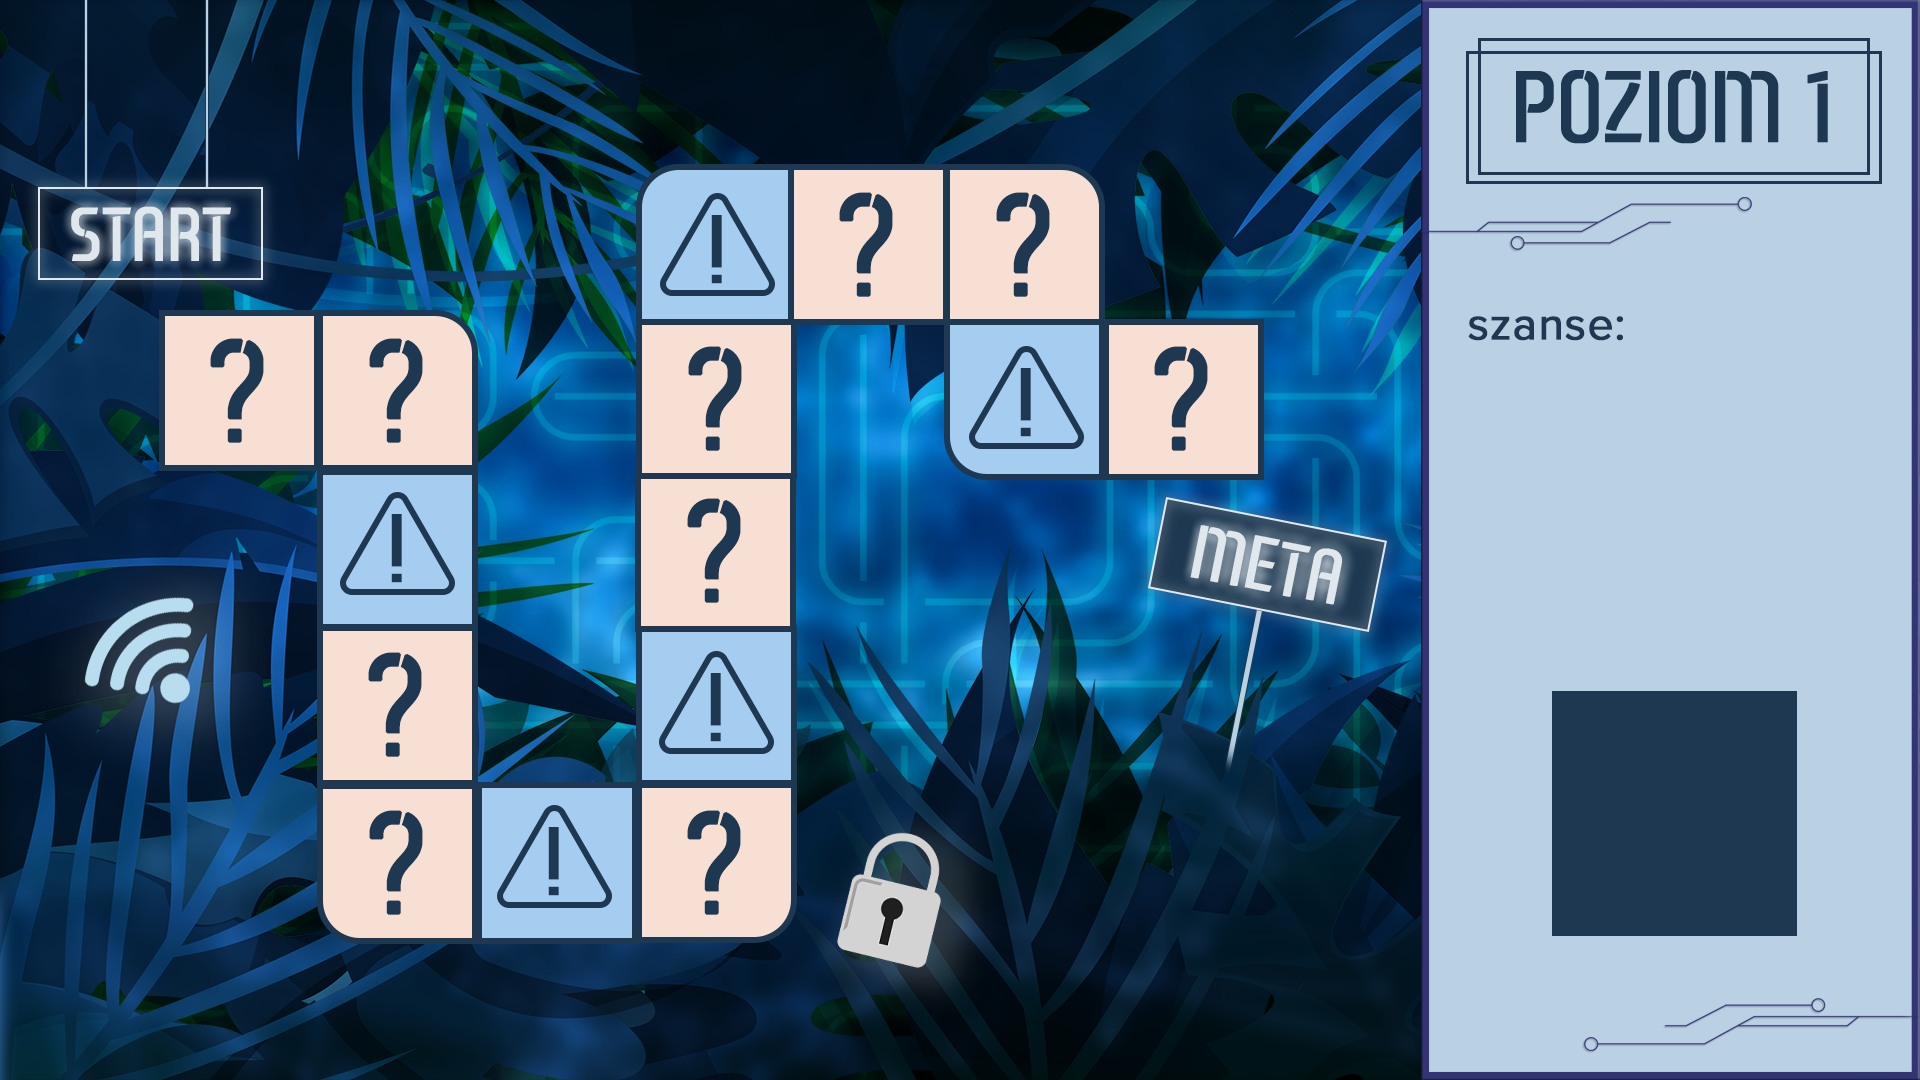 POZIOM 1
START
? ?
szanse:
! ? ?
? ? ? ! ?
! ?
META
? !
? ! ?